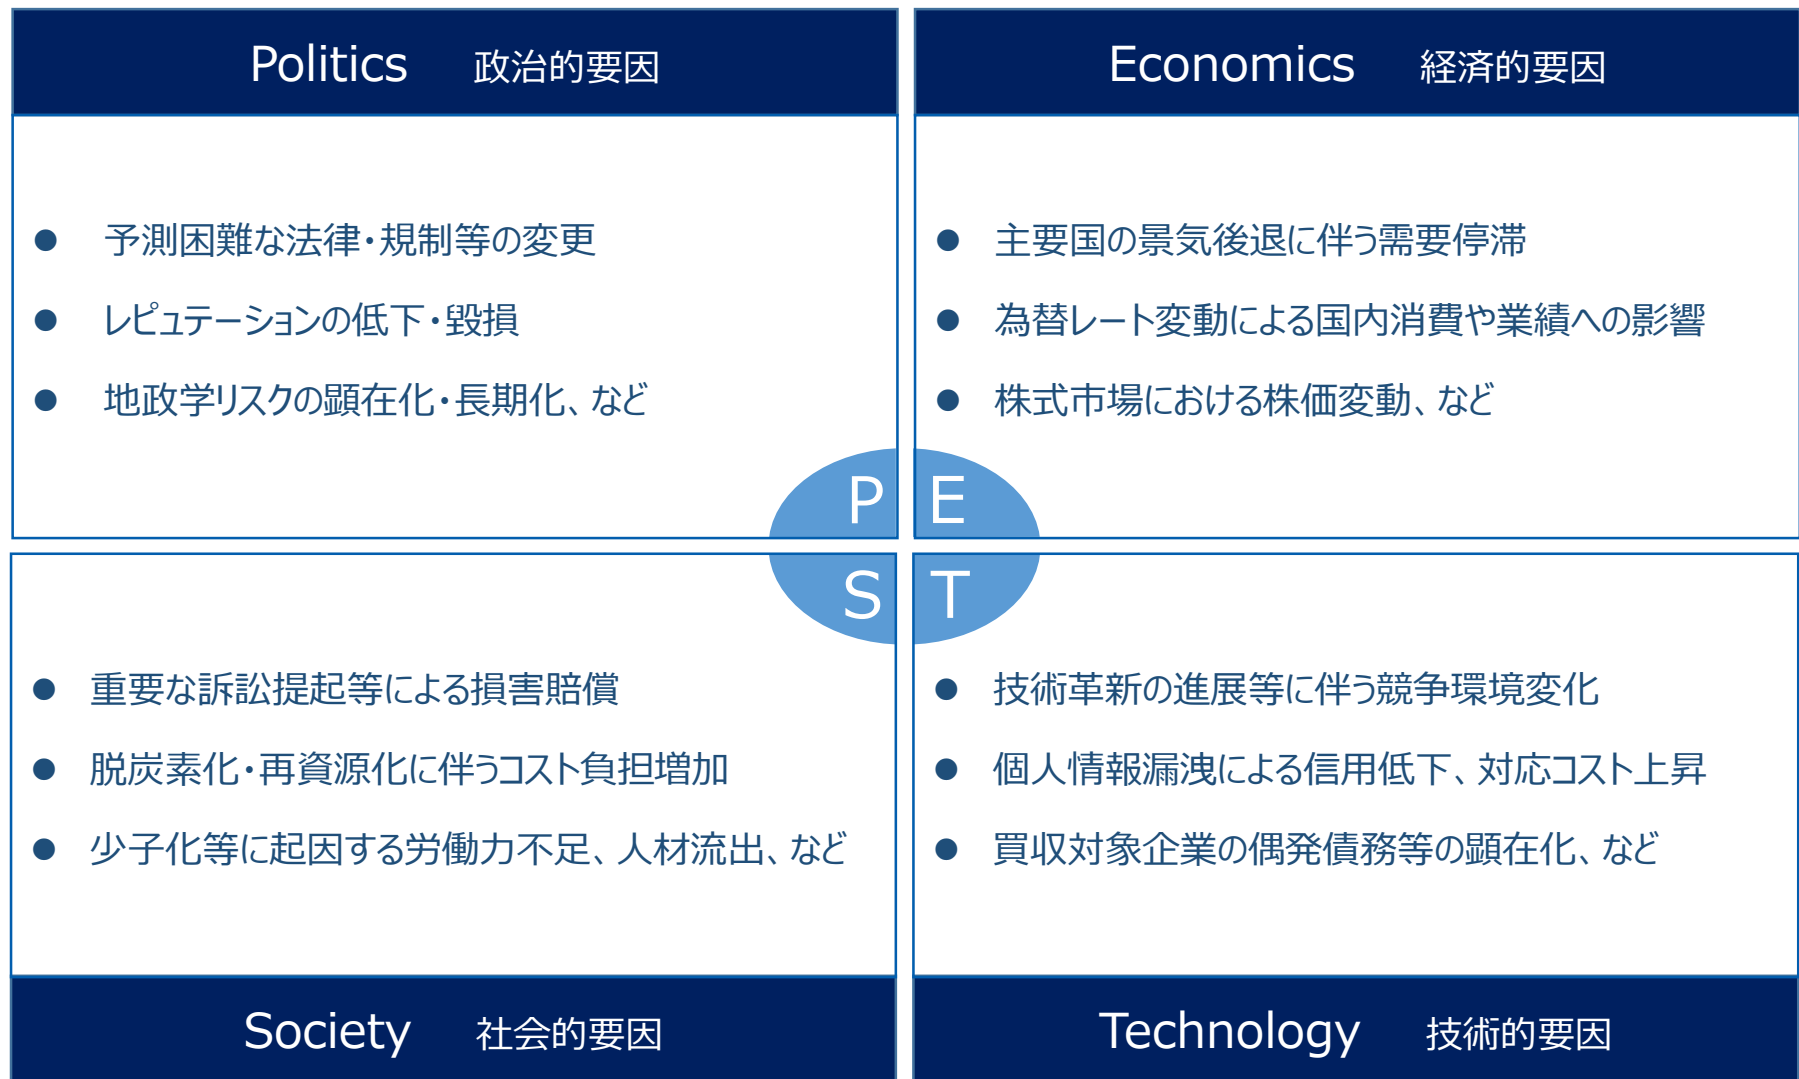 Politics 政治的要因
● 予測困難な法律・規制等の変更
● レピュテーションの低下・毀損
● 地政学リスクの顕在化・長期化、など
Economics 経済的要因
● 主要国の景気後退に伴う需要停滞
● 為替レート変動による国内消費や業績への影響
● 株式市場における株価変動、など
P E
S T
● 重要な訴訟提起等による損害賠償
● 脱炭素化・再資源化に伴うコスト負担増加
● 少子化等に起因する労働力不足、人材流出、など
Society 社会的要因
● 技術革新の進展等に伴う競争環境変化
● 個人情報漏洩による信用低下、対応コスト上昇
● 買収対象企業の偶発債務等の顕在化、など
Technology 技術的要因